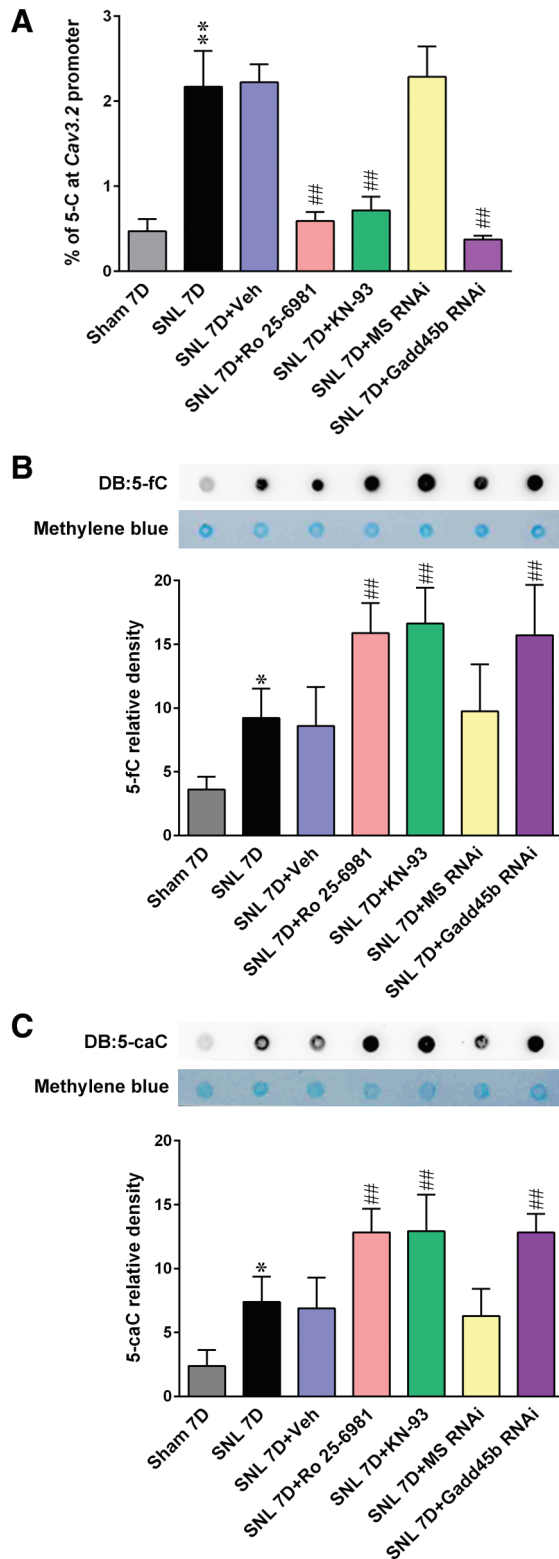 A
% of 5-C at Cav3.2 promoter
3
2
1
0
**
##
##
##
Sham 7D
SNL 7D
SNL 7D+Veh
SNL 7D+Ro 25-6981
SNL 7D+KN-93
SNL 7D+MS RNAi
SNL 7D+Gadd45b RNAi
B
DB:5-fC
Methylene blue
5-fC relative density
20
15
10
5
0
*
##
##
##
Sham 7D
SNL 7D
SNL 7D+Veh
SNL 7D+Ro 25-6981
SNL 7D+KN-93
SNL 7D+MS RNAi
SNL 7D+Gadd45b RNAi
C
DB:5-caC
Methylene blue
5-caC relative density
20
15
10
5
0
*
##
##
##
Sham 7D
SNL 7D
SNL 7D+Veh
SNL 7D+Ro 25-6981
SNL 7D+KN-93
SNL 7D+MS RNAi
SNL 7D+Gadd45b RNAi